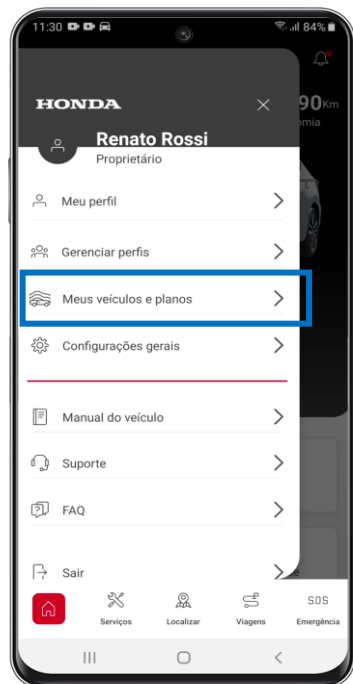 11:30
84%
HONDA
90Km
omia
Renato Rossi
Proprietário
Meu perfil
Gerenciar perfis
Meus veículos e planos
Configurações gerais
Manual do veículo
Suporte
FAQ
Sair
e
Serviços
Localizar
Viagens
SOS
Emergência